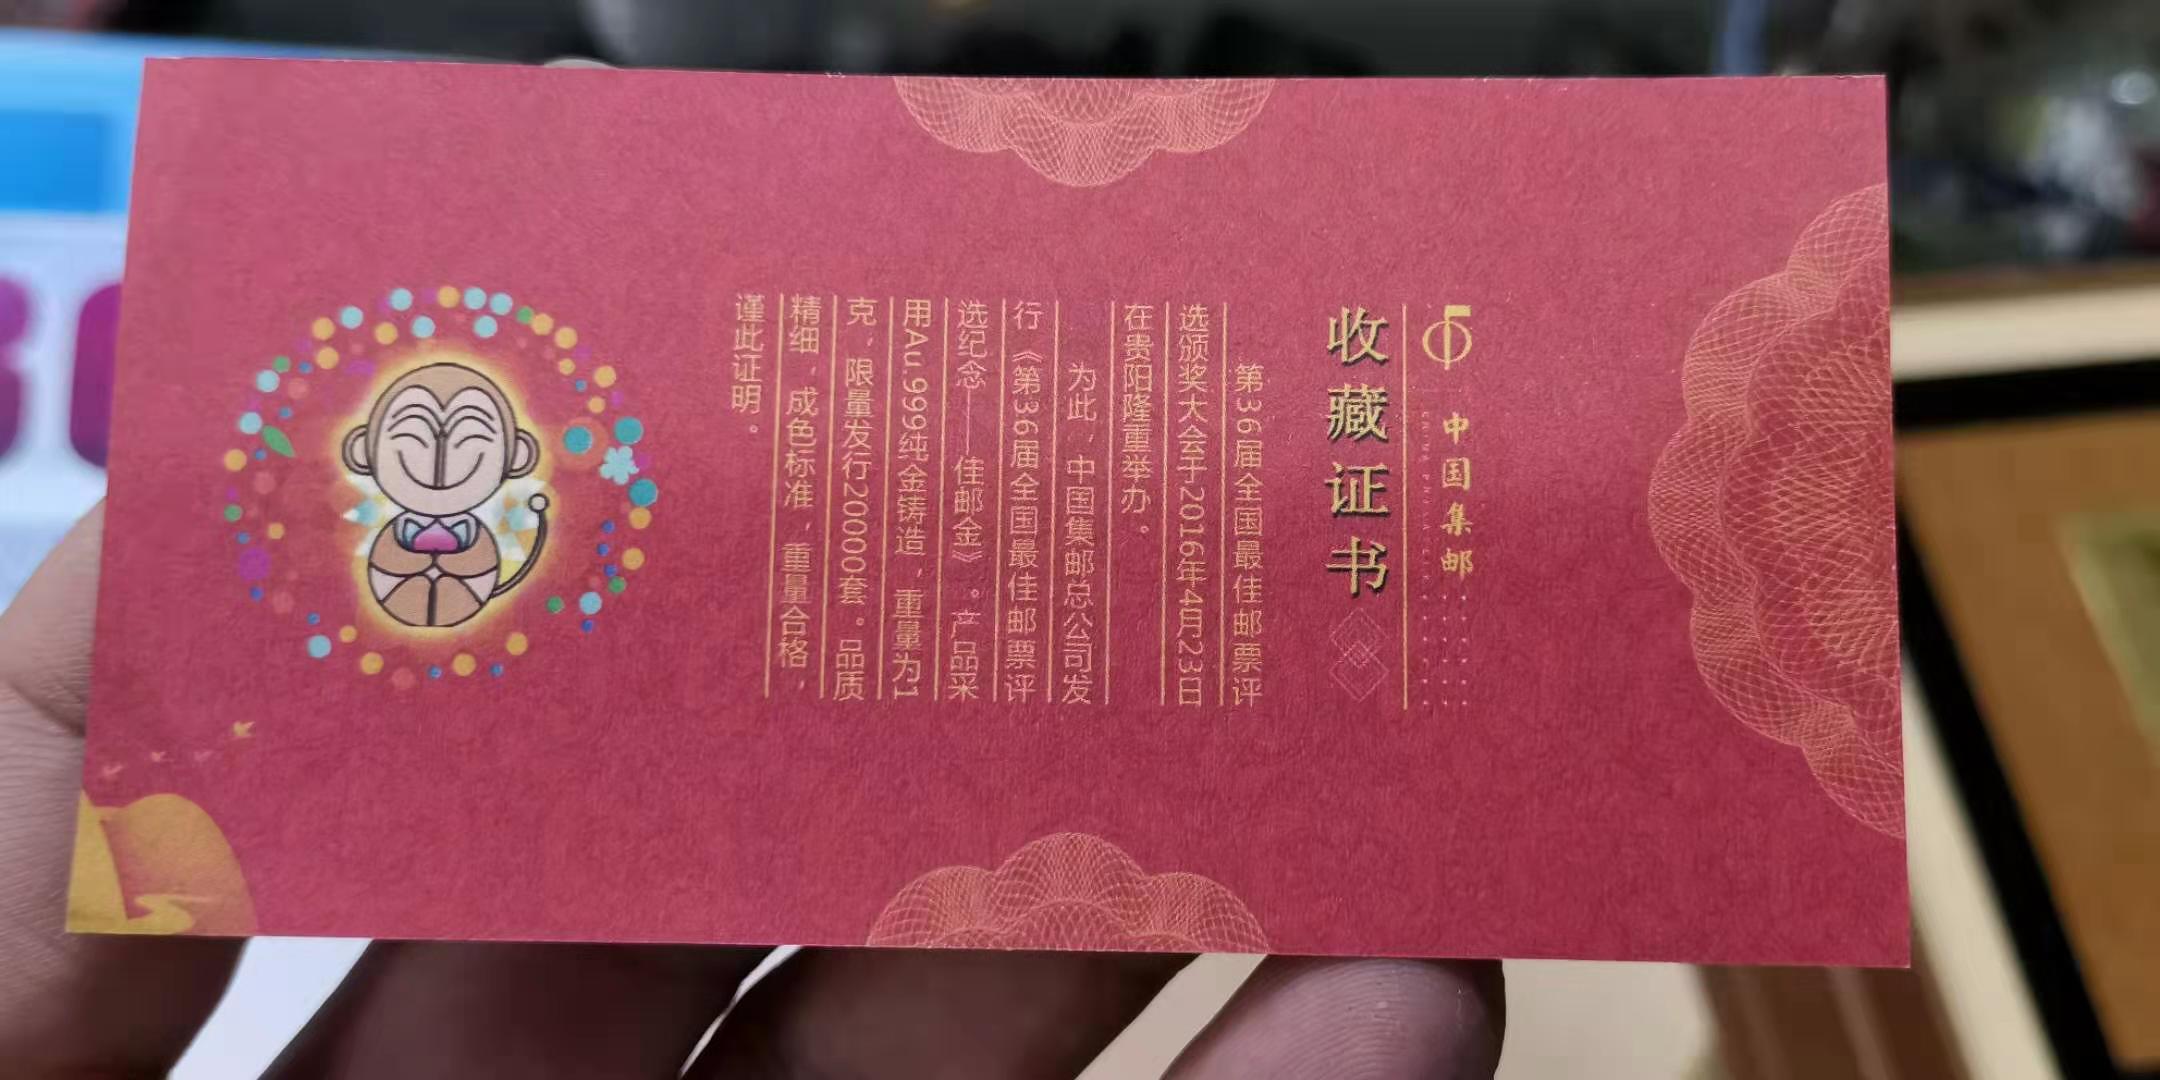 中国集邮
收藏证书
第36届全国最佳邮票评
选颁奖大会于2016年4月23日
在贵阳隆重举办。
为此，中国集邮总公司发
行《第36届全国最佳邮票评
选纪念——佳邮金》。产品采
用Au.999纯金铸造，重量为1
克，限量发行20000套。品质
精细，成色标准，重量合格，
谨此证明。